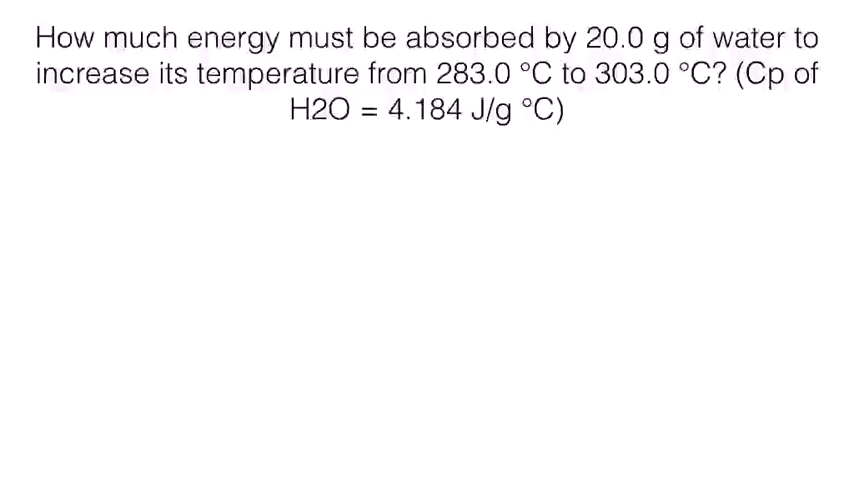 How much energy must be absorbed by 20.0 g of water to
increase its temperature from 283.0 °C to 303.0 °C? (Cp of
H2O = 4.184 J/g °C)